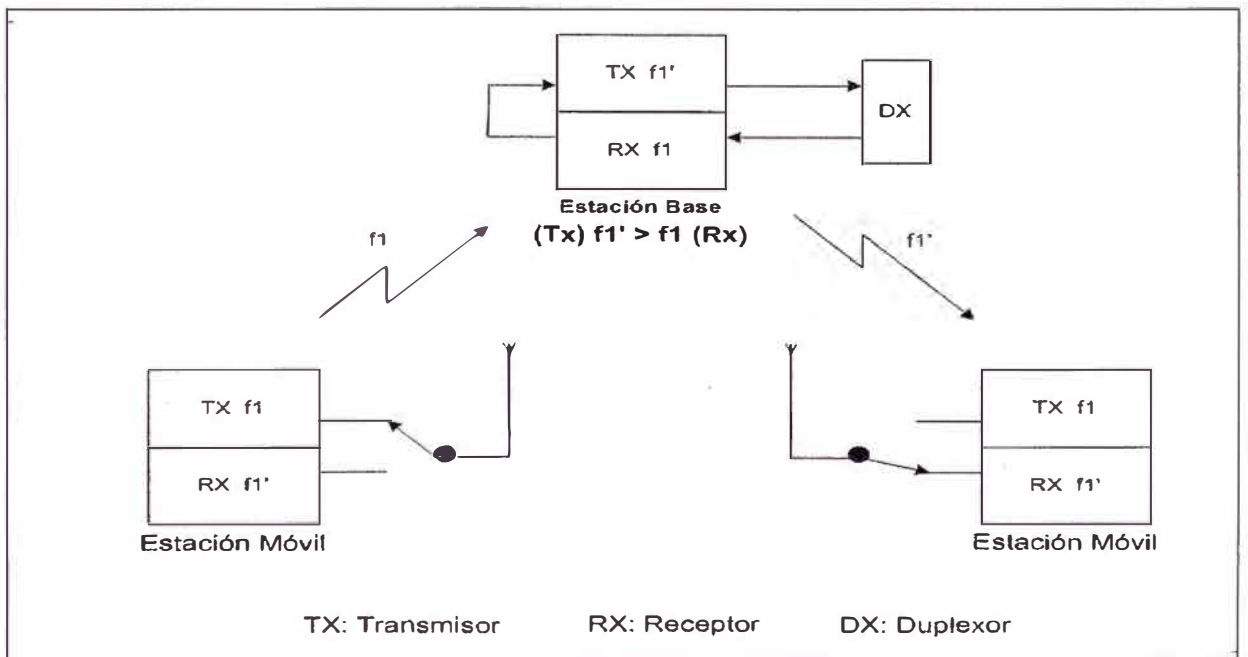 TX f1'
DX
RX f1
Estación Base
(Tx) f1' > f1 (Rx)
f1
f1'
TX f1
RX f1'
Estación Móvil
TX f1
RX f1'
Estación Móvil
TX: Transmisor RX: Receptor DX: Duplexor